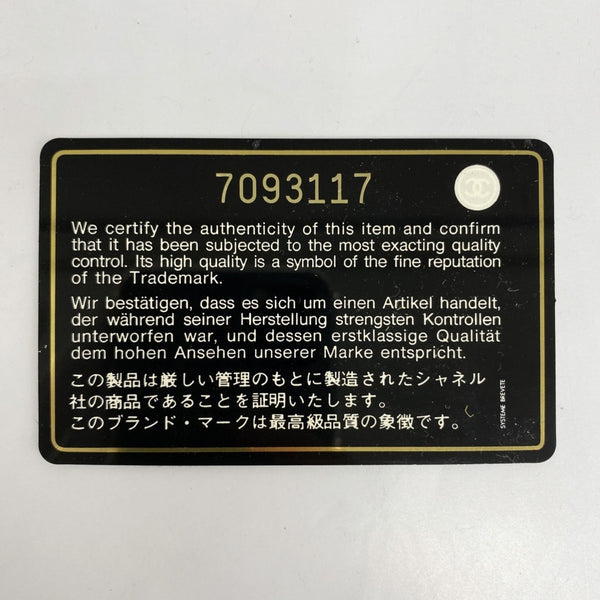 7093117
We certify the authenticity of this item and confirm
that it has been subjected to the most exacting quality
control. Its high quality is a symbol of the fine reputation
of the Trademark.
Wir bestätigen, dass es sich um einen Artikel handelt,
der während seiner Herstellung strengsten Kontrollen
unterworfen war, und dessen erstklassige Qualität
dem hohen Ansehen unserer Marke entspricht.
この製品は厳しい管理のもとに製造されたシャネル
社の商品であることを証明いたします。
このブランド・マークは最高級品質の象徴です。
SYSTEME BREVETE